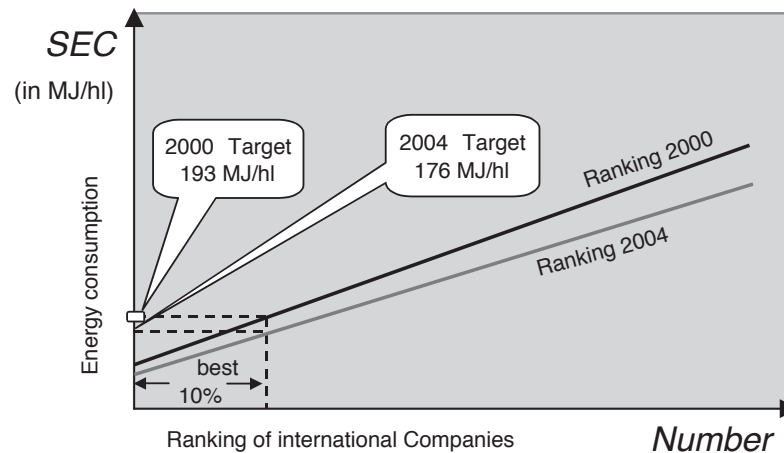 SEC
(in MJ/hl)
2000 Target
193 MJ/hl
2004 Target
176 MJ/hl
Ranking 2000
Ranking 2004
Energy consumption
best
10%
Ranking of international Companies
Number